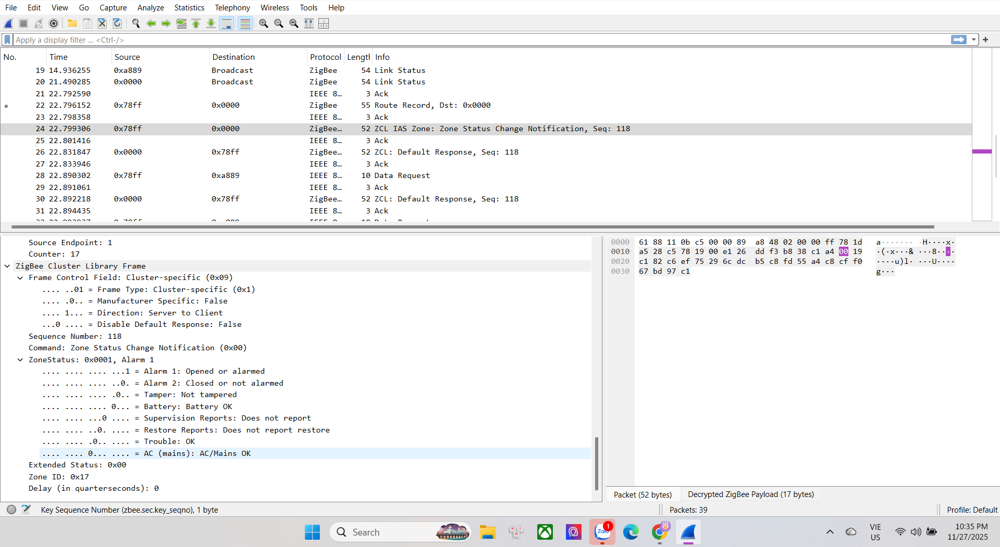 File Edit View Go Capture Analyze Statistics Telephony Wireless Tools Help
Apply a display filter … <Ctrl-/>
No. Time Source Destination Protocol Length Info
19 14.936255 0xa889 Broadcast ZigBee 54 Link Status
20 21.490285 0x0000 Broadcast ZigBee 54 Link Status
21 22.792590 IEEE 8… 3 Ack
22 22.796152 0x78ff 0x0000 ZigBee 55 Route Record, Dst: 0x0000
23 22.798358 IEEE 8… 3 Ack
24 22.799306 0x78ff 0x0000 ZigBee… 52 ZCL IAS Zone: Zone Status Change Notification, Seq: 118
25 22.801416 IEEE 8… 3 Ack
26 22.831847 0x0000 0x78ff ZigBee… 52 ZCL: Default Response, Seq: 118
27 22.833946 IEEE 8… 3 Ack
28 22.890302 0x78ff 0xa889 IEEE 8… 10 Data Request
29 22.891061 IEEE 8… 3 Ack
30 22.892218 0x0000 0x78ff ZigBee… 52 ZCL: Default Response, Seq: 118
31 22.894435 IEEE 8… 3 Ack
Source Endpoint: 1
Counter: 17
ZigBee Cluster Library Frame
Frame Control Field: Cluster-specific (0x09)
.... ..01 = Frame Type: Cluster-specific (0x1)
.... .0.. = Manufacturer Specific: False
.... 1... = Direction: Server to Client
...0 .... = Disable Default Response: False
Sequence Number: 118
Command: Zone Status Change Notification (0x00)
ZoneStatus: 0x0001, Alarm 1
.... .... .... ...1 = Alarm 1: Opened or alarmed
.... .... .... ..0. = Alarm 2: Closed or not alarmed
.... .... .... .0.. = Tamper: Not tampered
.... .... .... 0... = Battery: Battery OK
.... .... ...0 .... = Supervision Reports: Does not report
.... .... ..0. .... = Restore Reports: Does not report restore
.... .... .0.. .... = Trouble: OK
.... .... 0... .... = AC (mains): AC/Mains OK
Extended Status: 0x00
Zone ID: 0x17
Delay (in quarterseconds): 0
0000 61 88 11 0b c5 00 00 89 a8 48 02 00 00 ff 78 1d a······· ·H····x·
0010 a5 28 c5 78 19 00 e1 26 dd f3 b8 38 c1 a4 00 19 ·(·x···& ···8····
0020 c1 82 c6 ef 75 29 6c dc b5 c8 fd 55 a4 c8 cf f0 ····u)l· ···U····
0030 67 bd 97 c1 g···
Packet (52 bytes) Decrypted ZigBee Payload (17 bytes)
Key Sequence Number (zbee.sec.key_seqno), 1 byte Packets: 39 Profile: Default
Search
Zalo 1
VIE
US
10:35 PM
11/27/2025